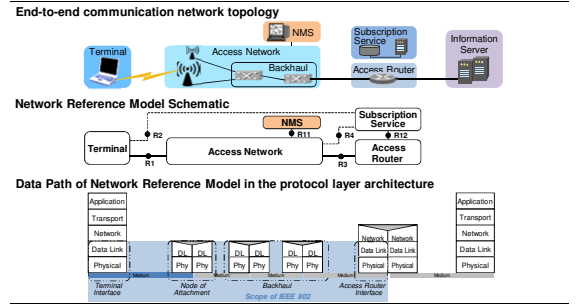 End-to-end communication network topology
NMS
Subscription
Service
Information
Server
Terminal
Access Network
Backhaul
Access Router
Network Reference Model Schematic
Subscription
Service
NMS
R2
R11
R4
R12
Terminal
Access Network
Access
Router
R1
R3
Data Path of Network Reference Model in the protocol layer architecture
Application
Application
Transport
Transport
Network
Network Network
Network
Data Link
DL DL
DL DL
DL DL
Data Link Data Link
Data Link
Physical
Phy Phy
Phy Phy
Phy Phy
Physical Physical
Physical
Medium
Medium
Medium
Medium
Medium
Terminal
Interface
Node of
Attachment
Backhaul
Access Router
Interface
Scope of IEEE 802